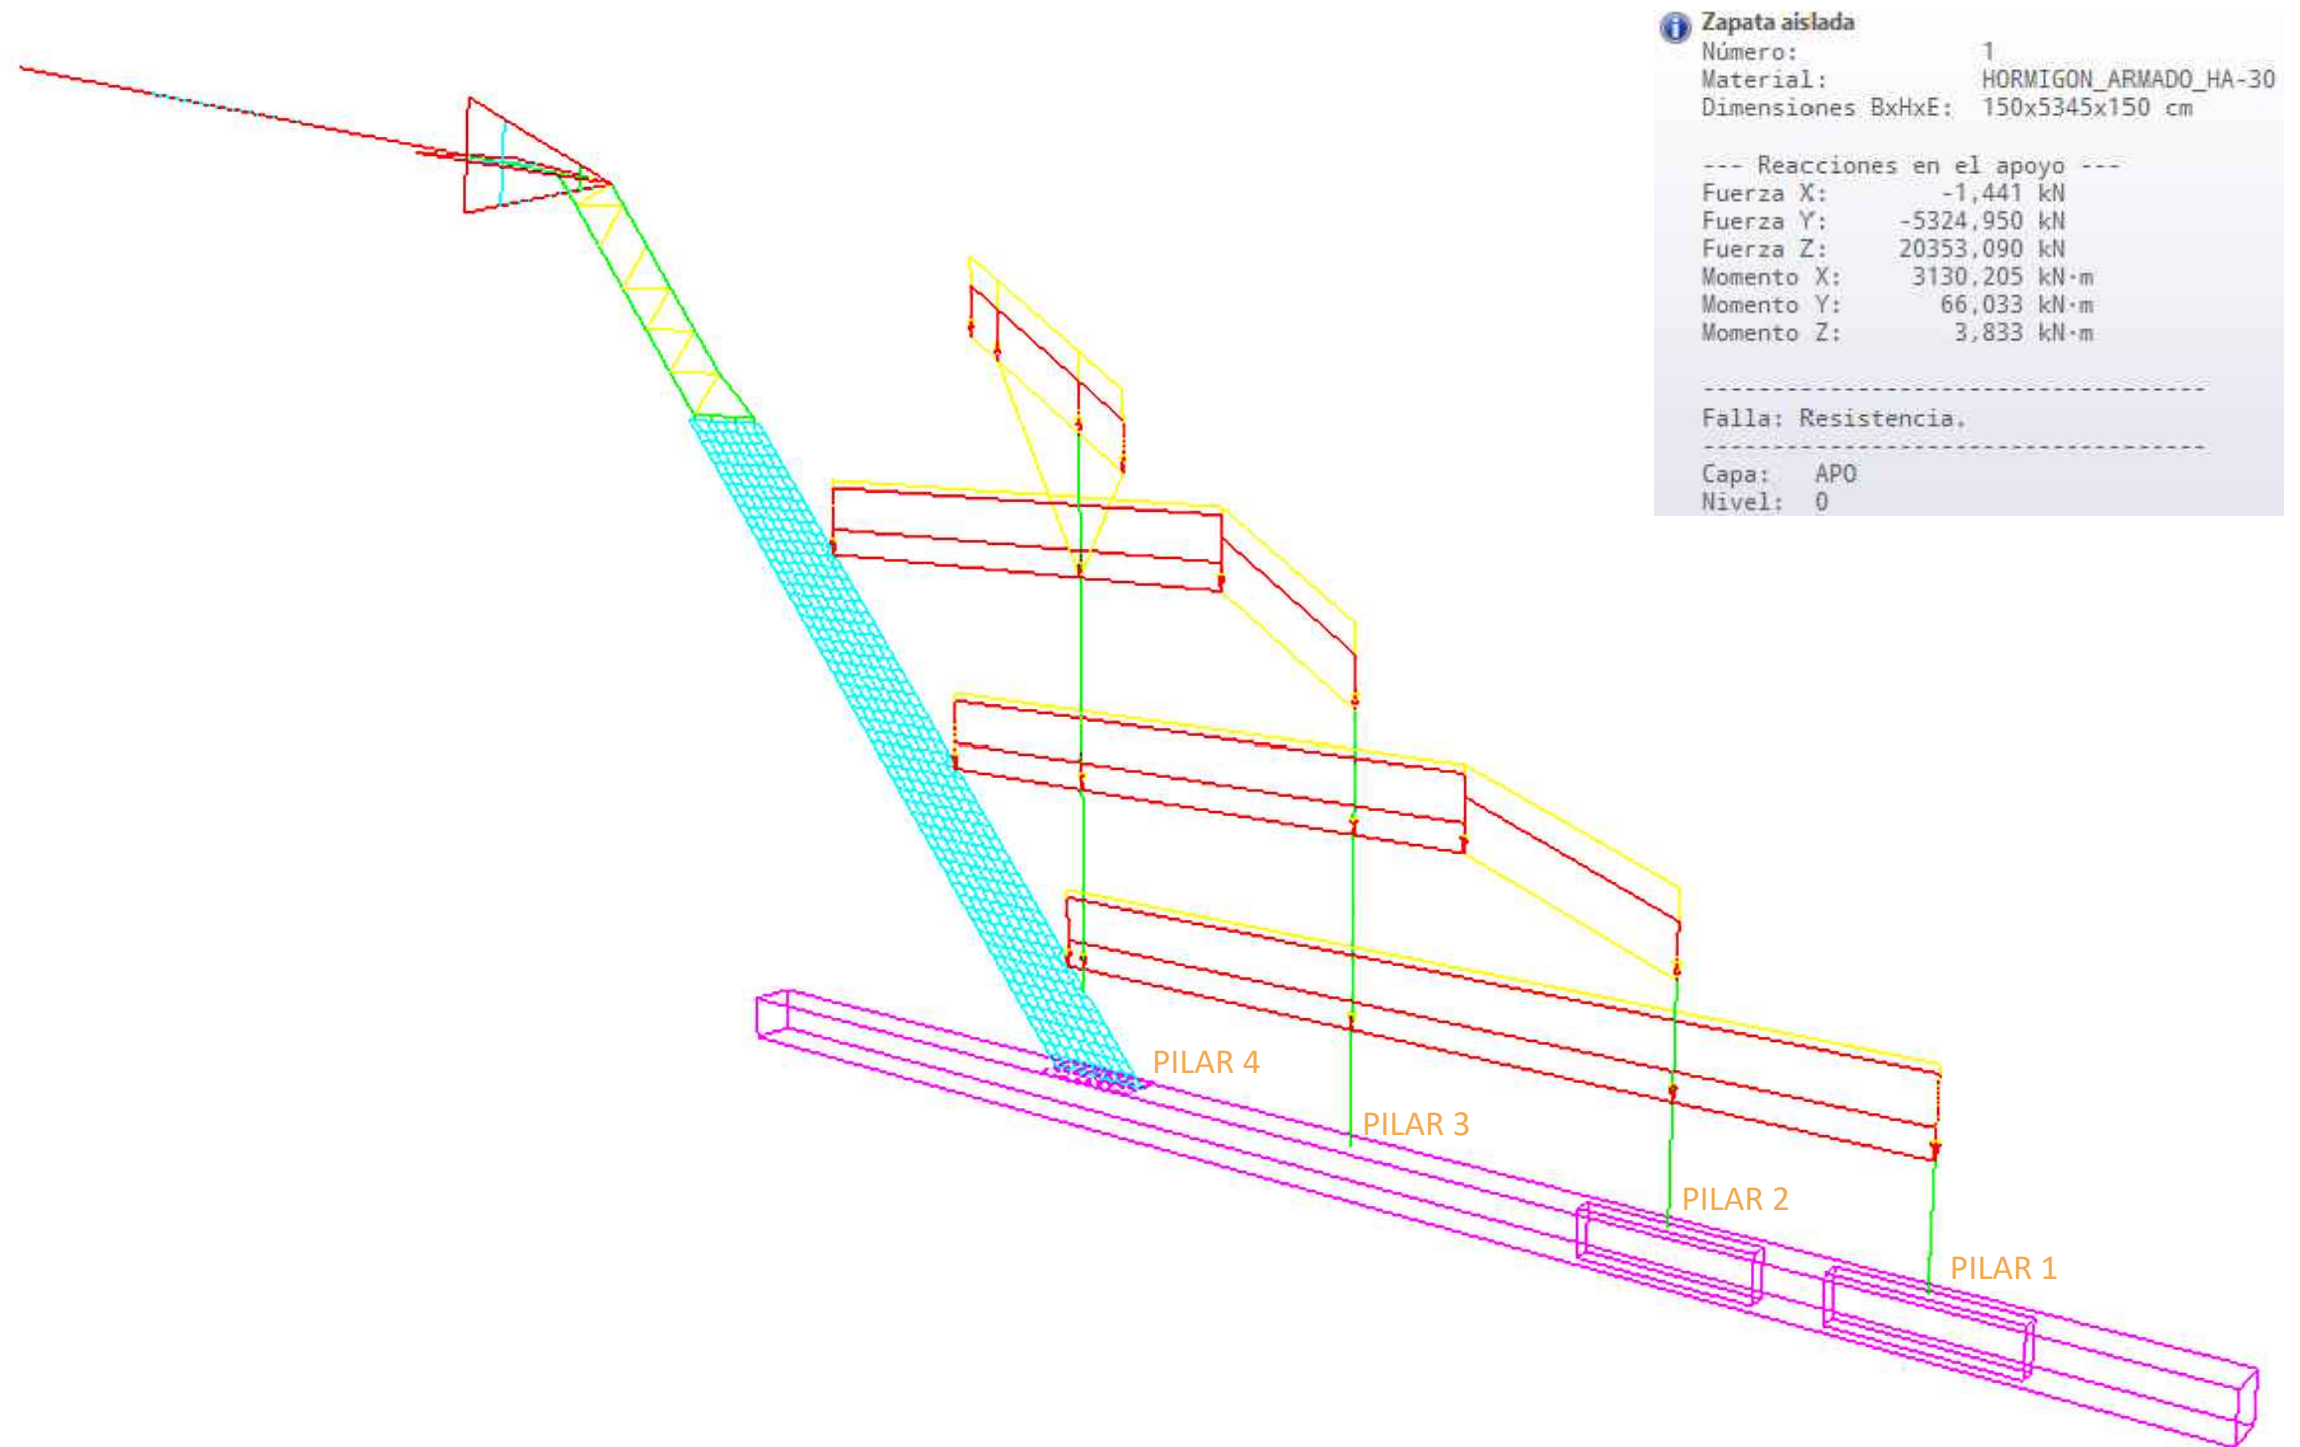 Zapata aislada
Número: 1
Material: HORMIGON_ARMADO_HA-30
Dimensiones BxHxE: 150x5345x150 cm
--- Reacciones en el apoyo ---
Fuerza X: -1,441 kN
Fuerza Y: -5324,950 kN
Fuerza Z: 20353,090 kN
Momento X: 3130,205 kN·m
Momento Y: 66,033 kN·m
Momento Z: 3,833 kN·m
-------------------------------------
Falla: Resistencia.
-------------------------------------
Capa: APO
Nivel: 0
PILAR 4
PILAR 3
PILAR 2
PILAR 1